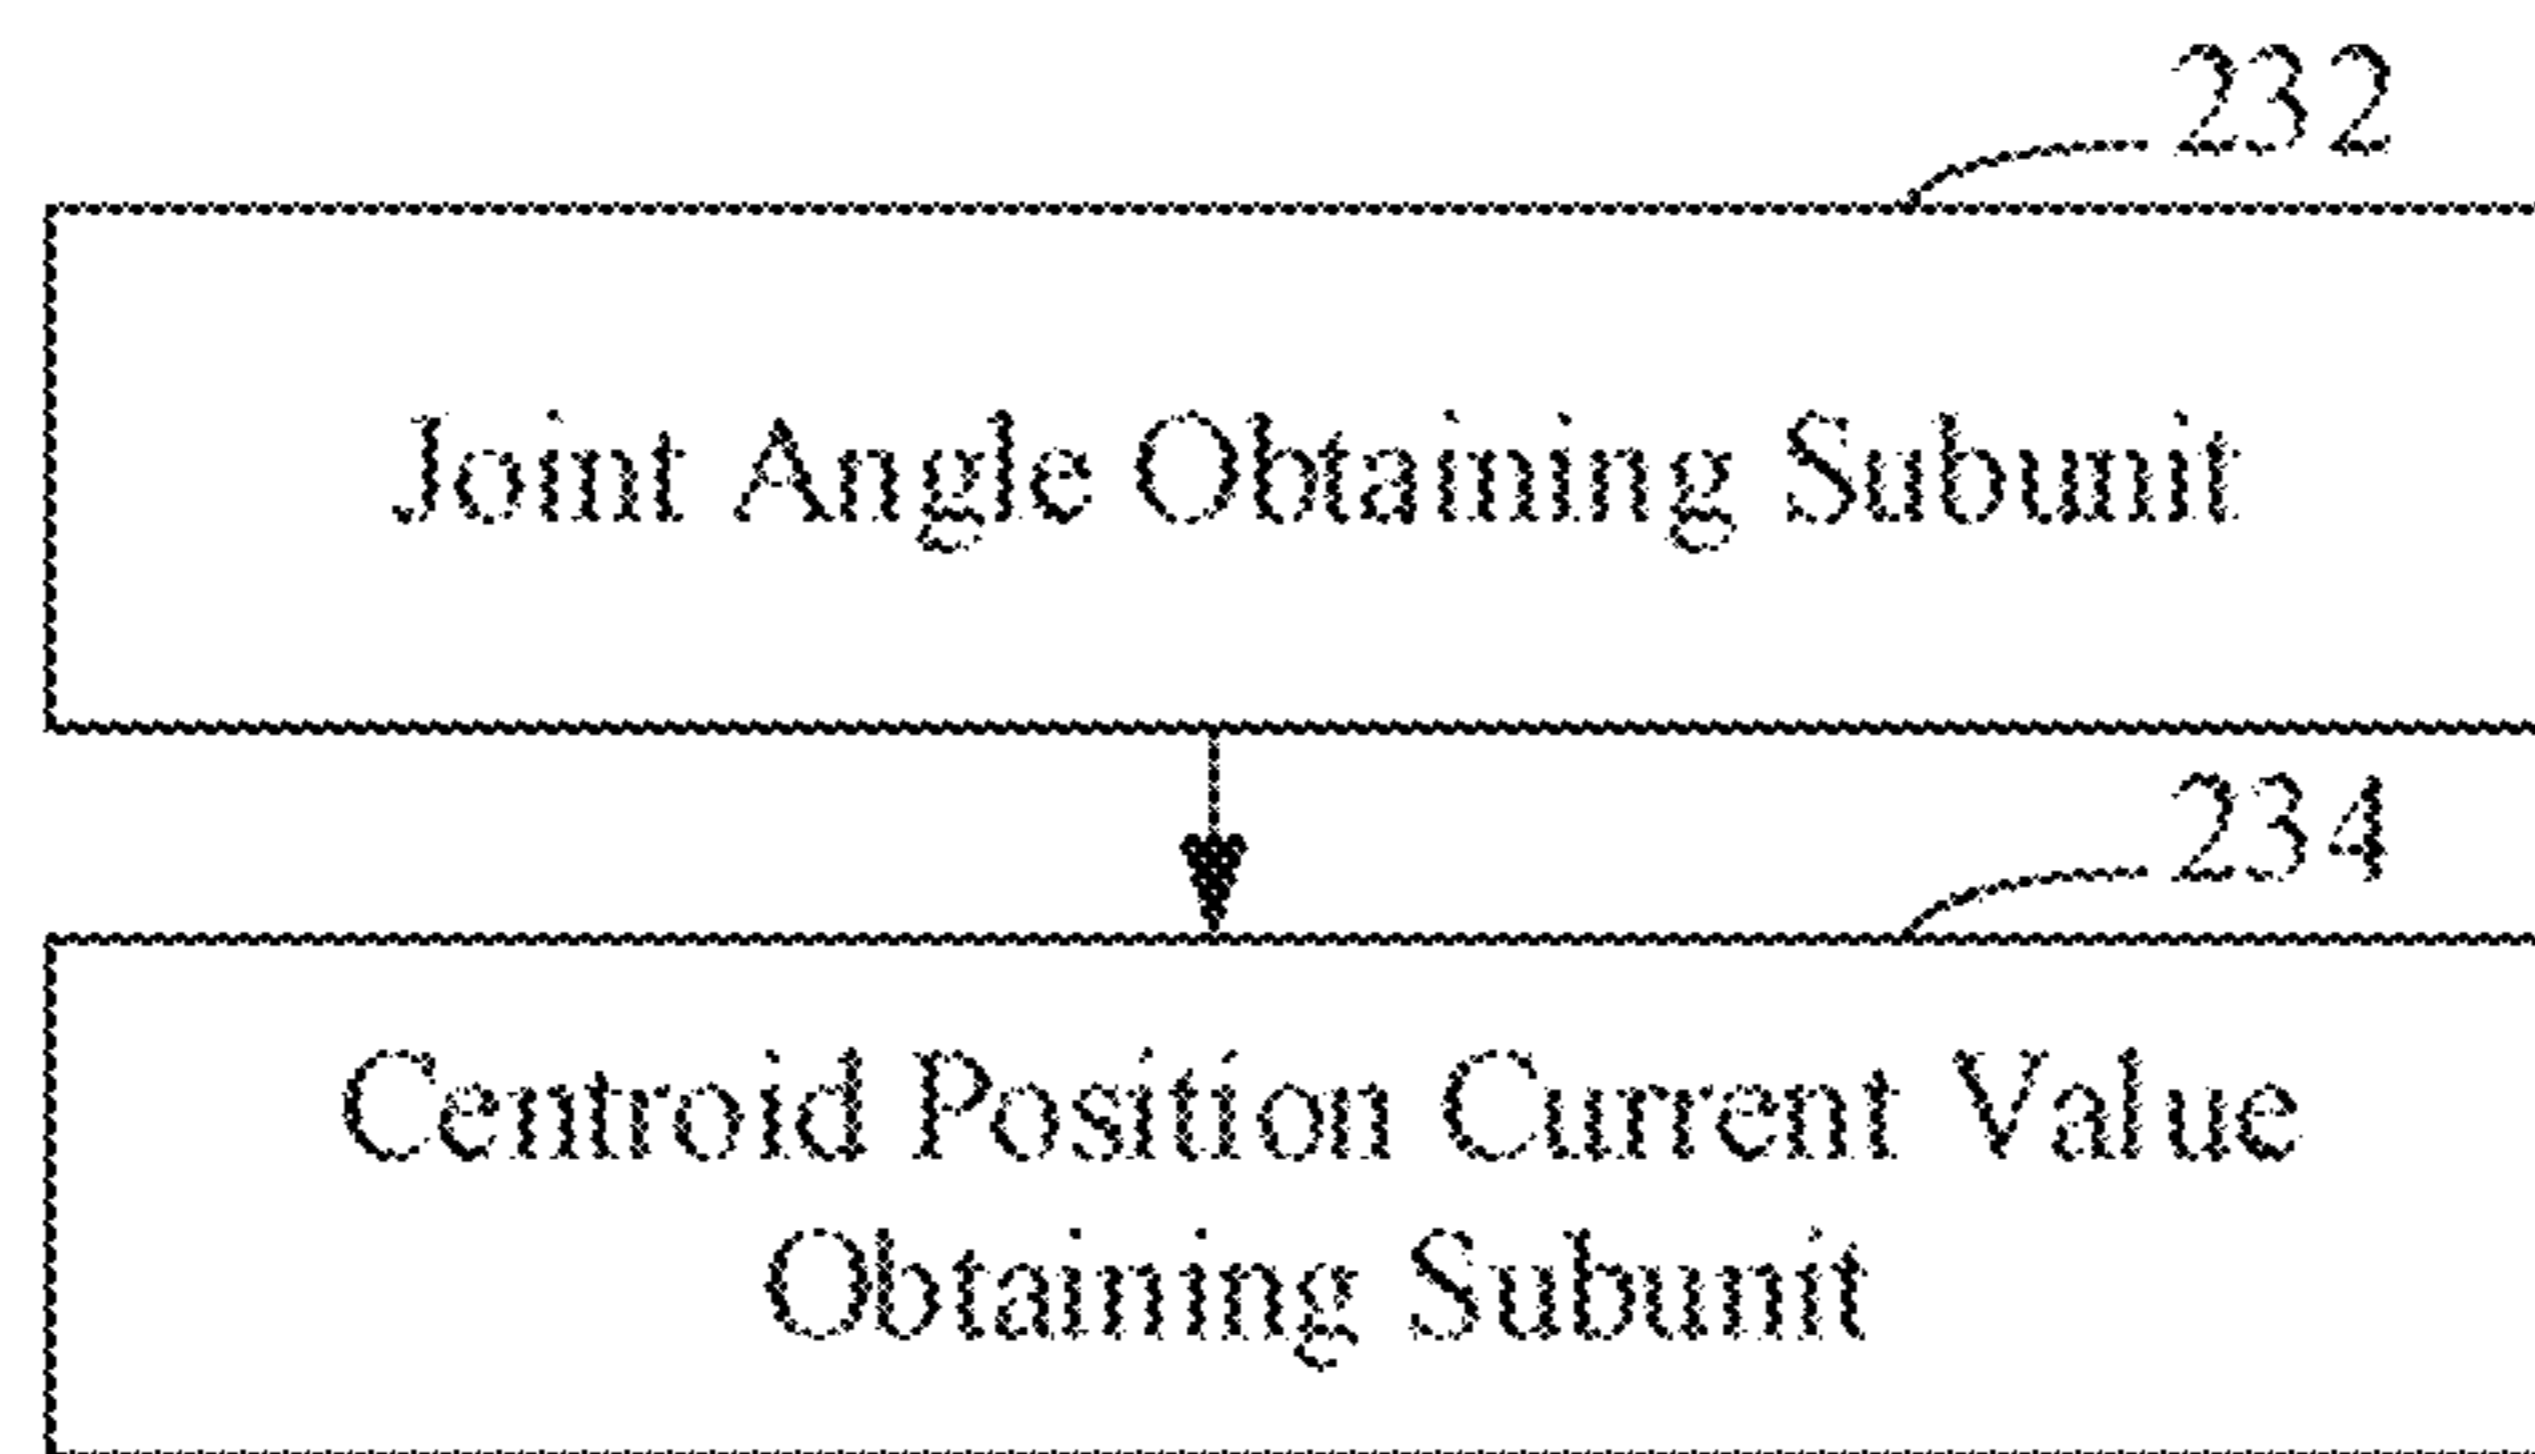 232
Joint Angle Obtaining Subunit
234
Centroid Position Current Value
Obtaining Subunit